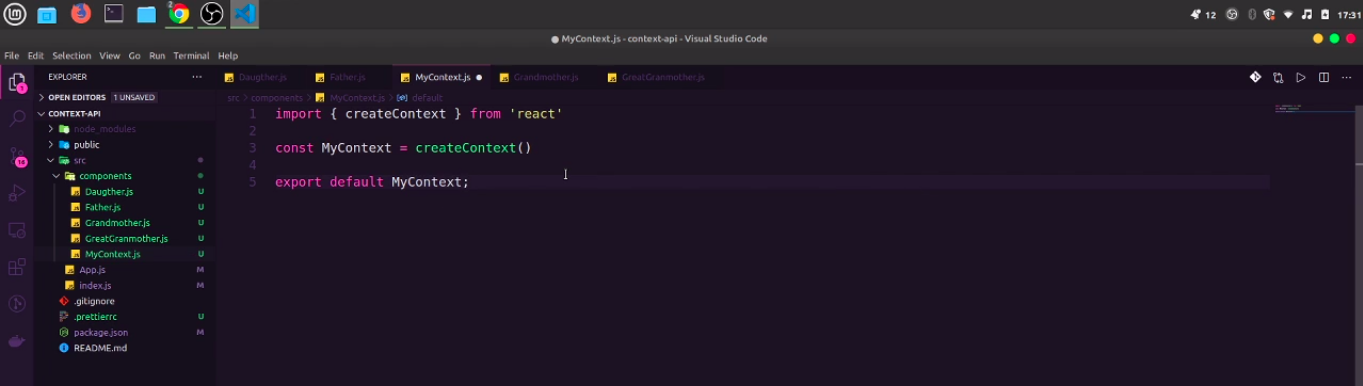 2
12
17:31
MyContext.js - context-api - Visual Studio Code
File Edit Selection View Go Run Terminal Help
EXPLORER
Daugther.js
Father.js
MyContext.js
Grandmother.js
GreatGranmother.js
OPEN EDITORS 1 UNSAVED
src > components > MyContext.js > default
CONTEXT-API
node_modules
public
src
components
Daugther.js U
Father.js U
Grandmother.js U
GreatGranmother.js U
MyContext.js U
App.js M
index.js M
.gitignore
.prettierrc U
package.json M
README.md
1
18
1 import { createContext } from 'react'
2
3 const MyContext = createContext()
4
5 export default MyContext;